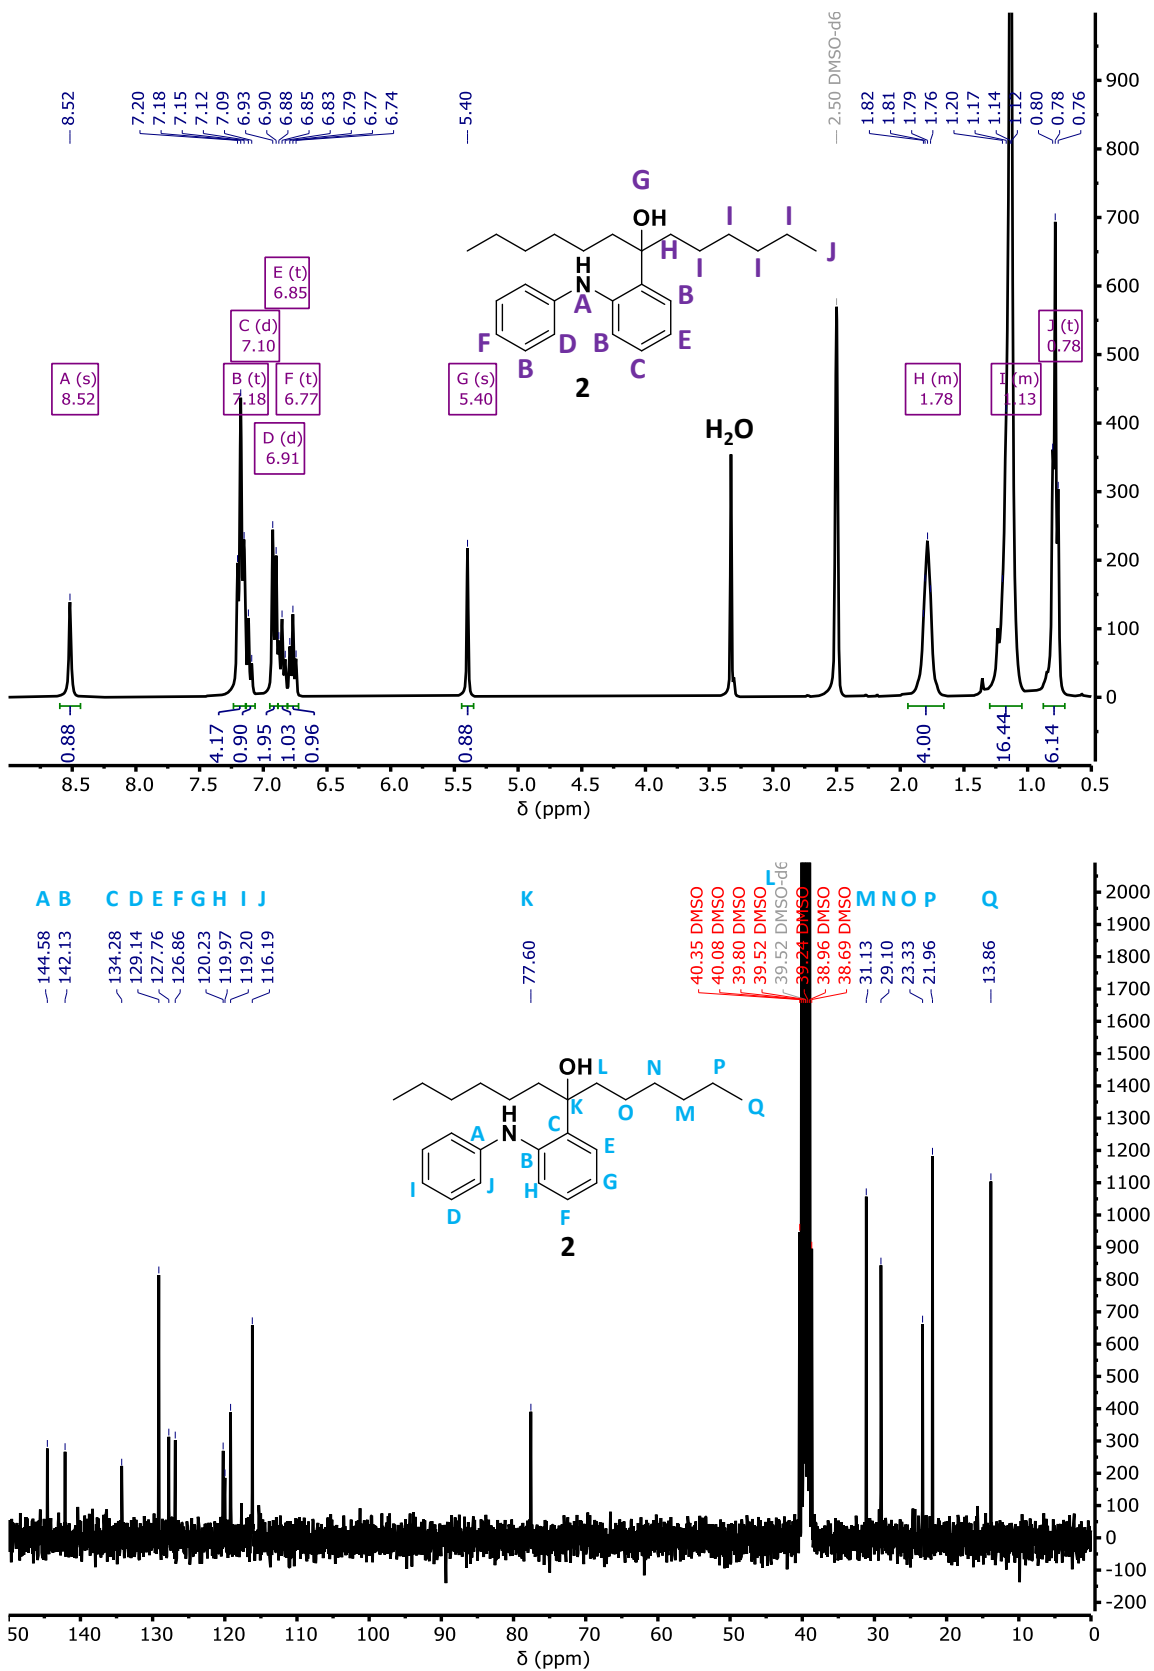 8.52
7.20
7.18
7.15
7.12
7.09
6.93
6.90
6.88
6.85
6.83
6.79
6.77
6.74
5.40
2.50 DMSO-d6
1.82
1.81
1.79
1.76
1.20
1.17
1.14
1.12
0.80
0.78
0.76
900
800
700
600
500
400
300
200
100
0
G
OH
I
I
H
I
I
J
H
N
A
B
F
D
B
E
B
C
2
E (t)
6.85
C (d)
7.10
A (s)
8.52
B (t)
7.18
F (t)
6.77
D (d)
6.91
G (s)
5.40
H₂O
H (m)
1.78
I (m)
1.13
J (t)
0.78
0.88
4.17
0.90
1.95
1.03
0.96
0.88
4.00
16.44
6.14
8.5
8.0
7.5
7.0
6.5
6.0
5.5
5.0
4.5
4.0
3.5
3.0
2.5
2.0
1.5
1.0
0.5
δ (ppm)
A B C D E F G H I J K L M N O P Q
144.58
142.13
134.28
129.14
127.76
126.86
120.23
119.97
119.20
116.19
77.60
40.35 DMSO
40.08 DMSO
39.80 DMSO
39.52 DMSO
39.52 DMSO-d6
39.24 DMSO
38.96 DMSO
38.69 DMSO
31.13
29.10
23.33
21.96
13.86
2000
1900
1800
1700
1600
1500
1400
1300
1200
1100
1000
900
800
700
600
500
400
300
200
100
0
-100
-200
OH
L
N
P
K
O
M
Q
H
N
C
A
B
E
I
J
H
G
D
F
2
50
140
130
120
110
100
90
80
70
60
50
40
30
20
10
0
δ (ppm)